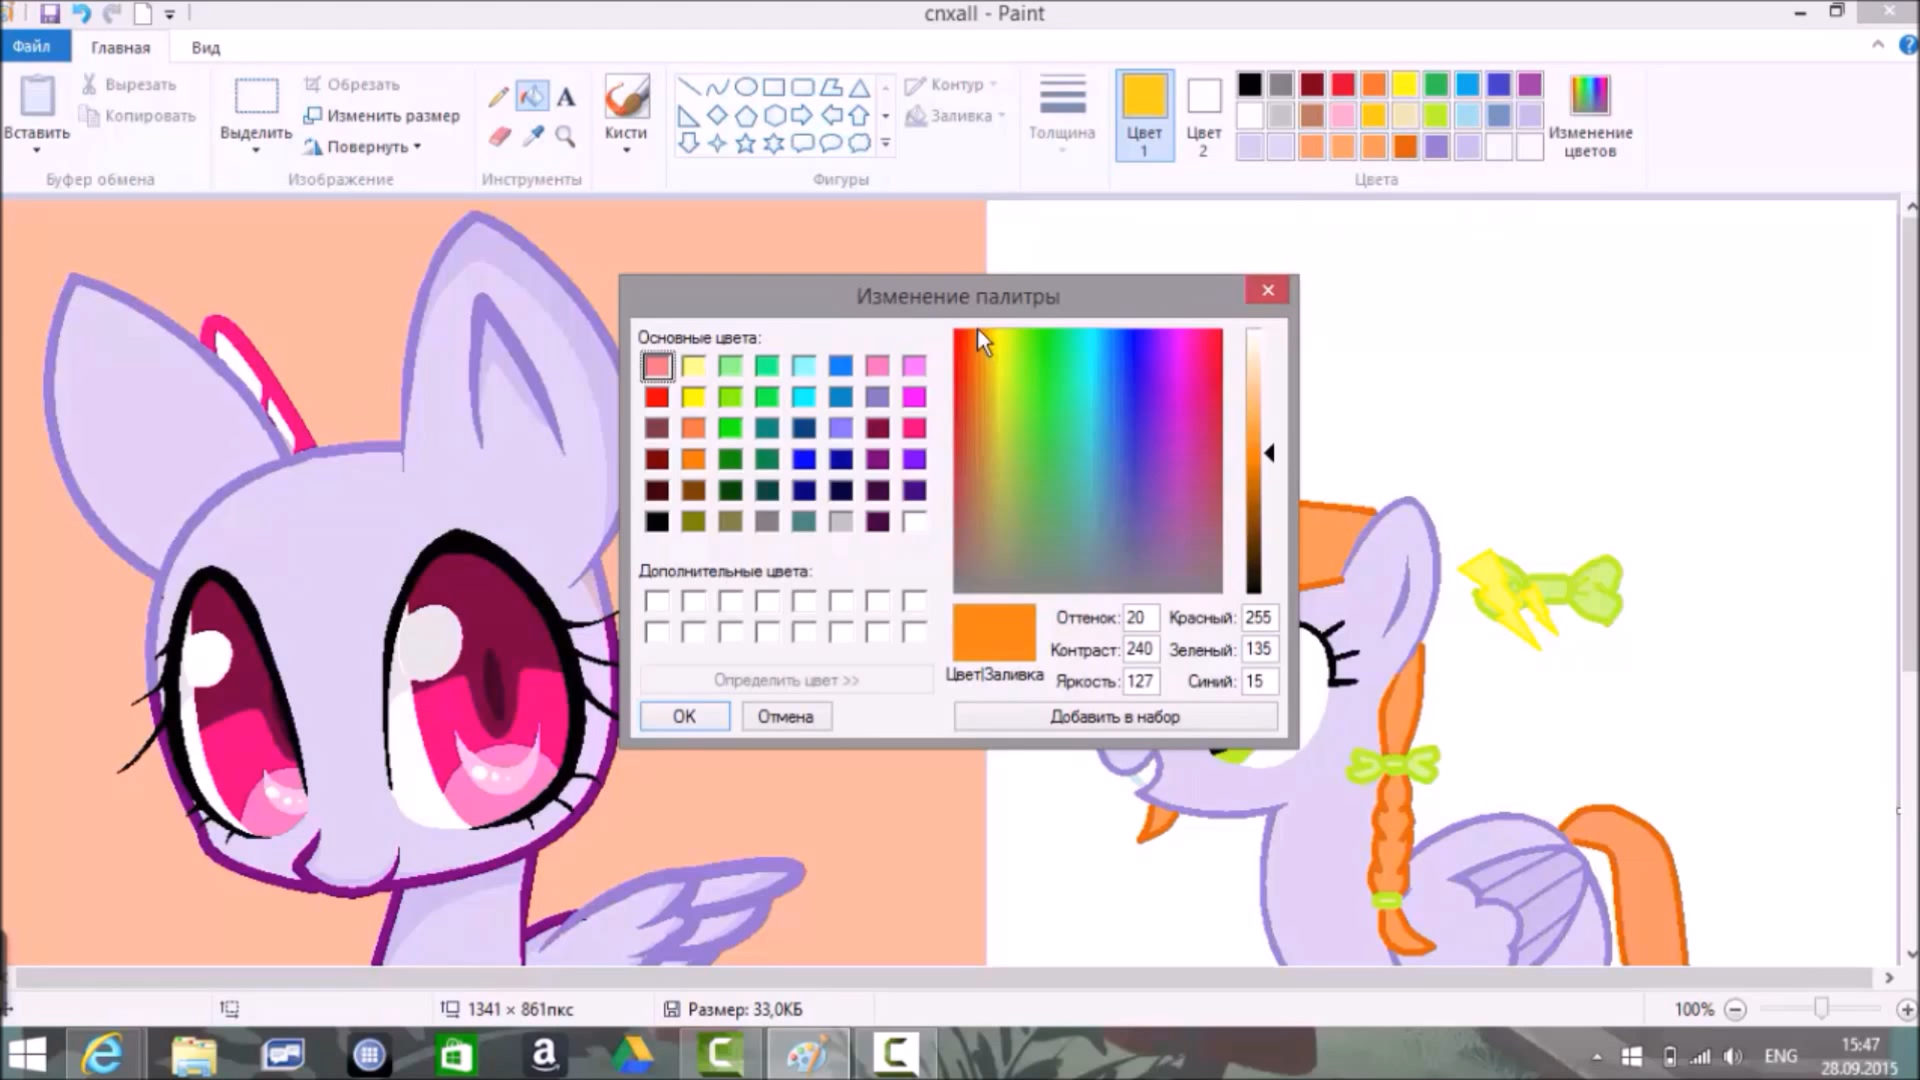 cnxall - Paint
Файл
Главная
Вид
Вставить
Вырезать
Копировать
Буфер обмена
Выделить
Обрезать
Изменить размер
Повернуть
Изображение
A
Инструменты
Кисти
Фигуры
Контур
Заливка
Толщина
Цвет
1
Цвет
2
Изменение
цветов
Цвета
Изменение палитры
Основные цвета:
Дополнительные цвета:
Определить цвет >>
OK
Отмена
Цвет|Заливка
Оттенок: 20
Контраст: 240
Яркость: 127
Красный: 255
Зеленый: 135
Синий: 15
Добавить в набор
1341 × 861пкс
Размер: 33,0КБ
100%
ENG
15:47
28.09.2015